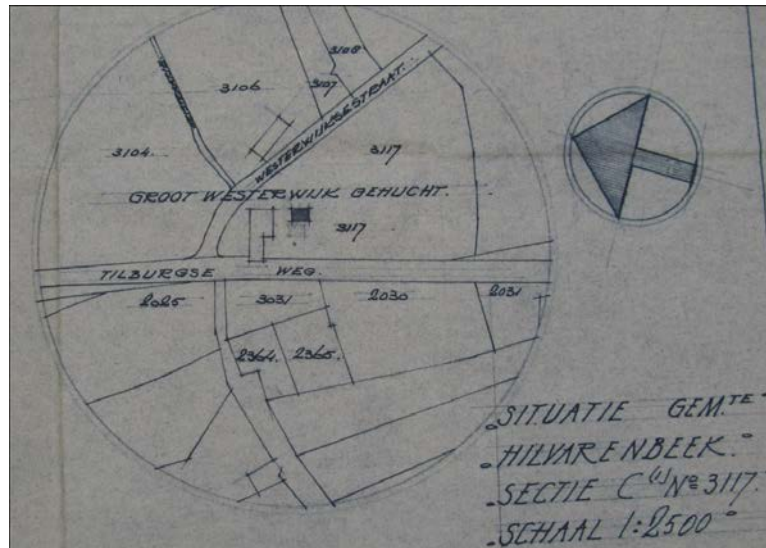 3108
3106
3107
WESTERWIJKSESTRAAT.
3104.
3117
GROOT WESTERWIJK GEHUCHT.
3117
TILBURGSE WEG.
2025
3031
2030
2031
2364.
2365.
SITUATIE GEM.TE
HILVARENBEEK.
SECTIE C (1) Nº 3117.
SCHAAL 1:2500